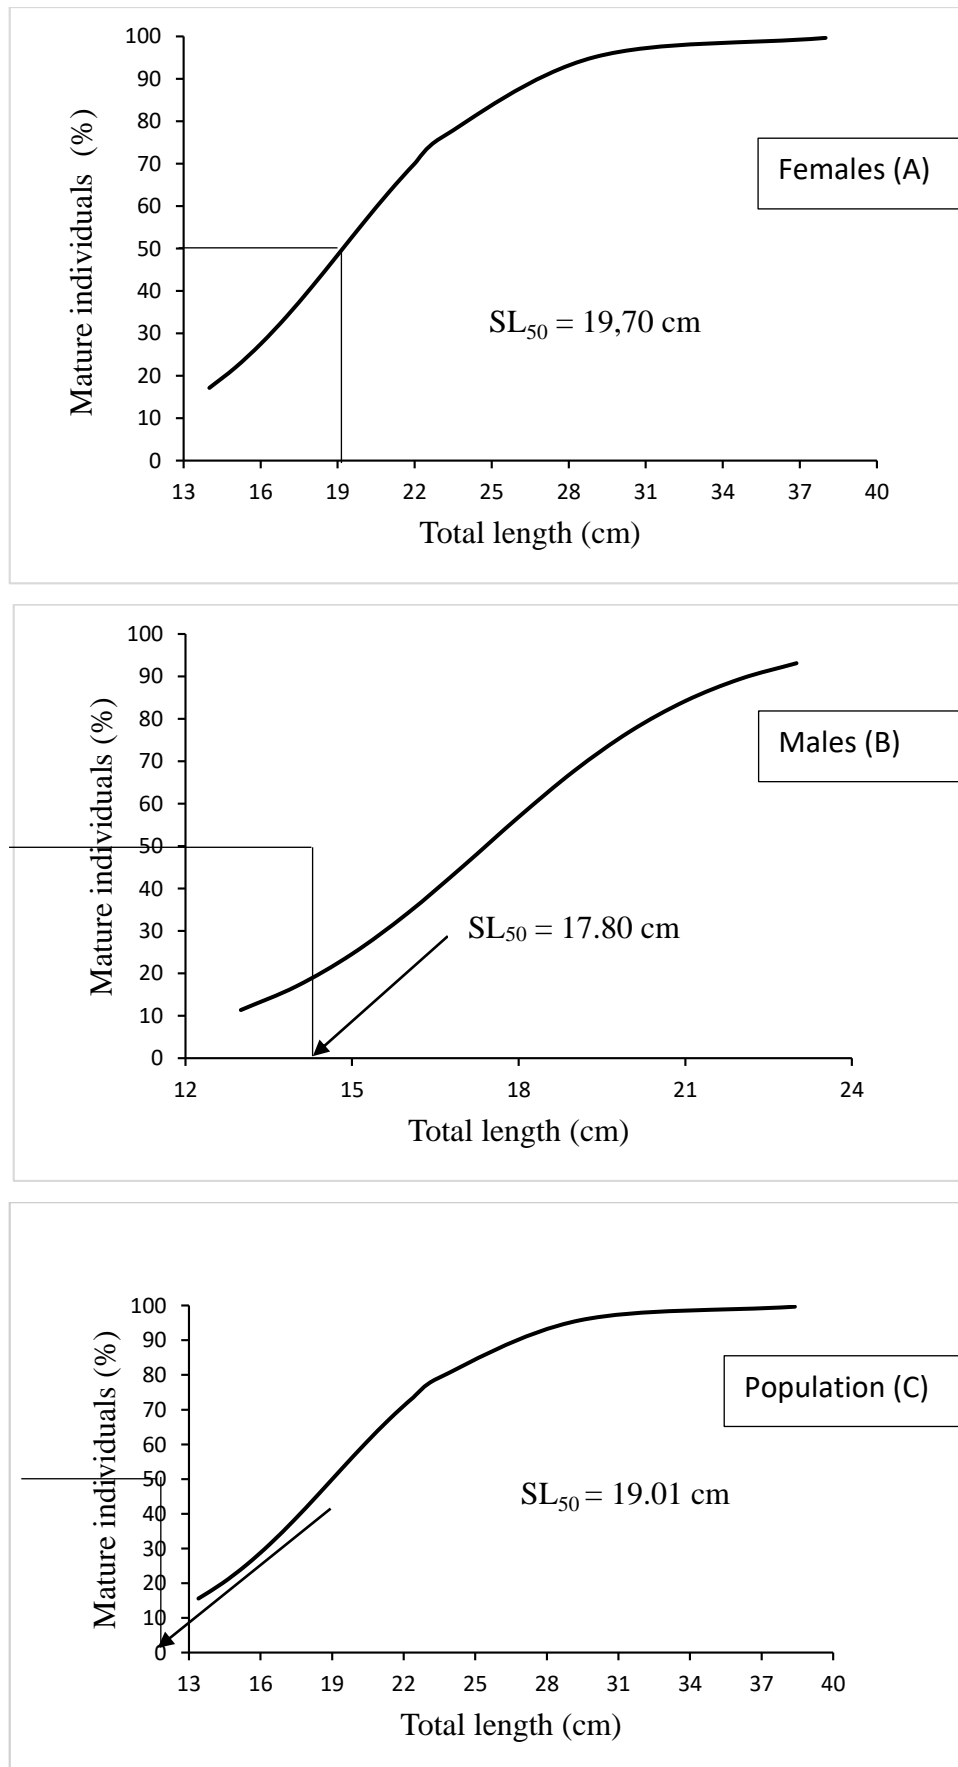 100
90
80
70
60
50
40
30
20
10
0
Mature individuals (%)
Females (A)
SL50 = 19,70 cm
13 16 19 22 25 28 31 34 37 40
Total length (cm)
100
90
80
70
60
50
40
30
20
10
0
Mature individuals (%)
Males (B)
SL50 = 17.80 cm
12 15 18 21 24
Total length (cm)
100
90
80
70
60
50
40
30
20
10
0
Mature individuals (%)
Population (C)
SL50 = 19.01 cm
13 16 19 22 25 28 31 34 37 40
Total length (cm)